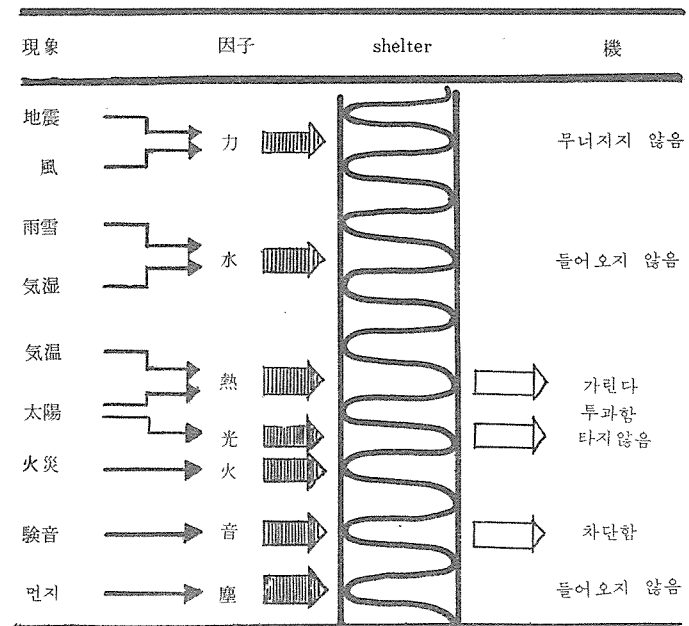 現象 因子 shelter 機
地震
風
力
무너지지 않음
雨雪
気湿
水
들어오지 않음
気温
熱
가린다
太陽
투과함
光
타지않음
火災
火
験音
音
차단함
먼지
塵
들어오지 않음